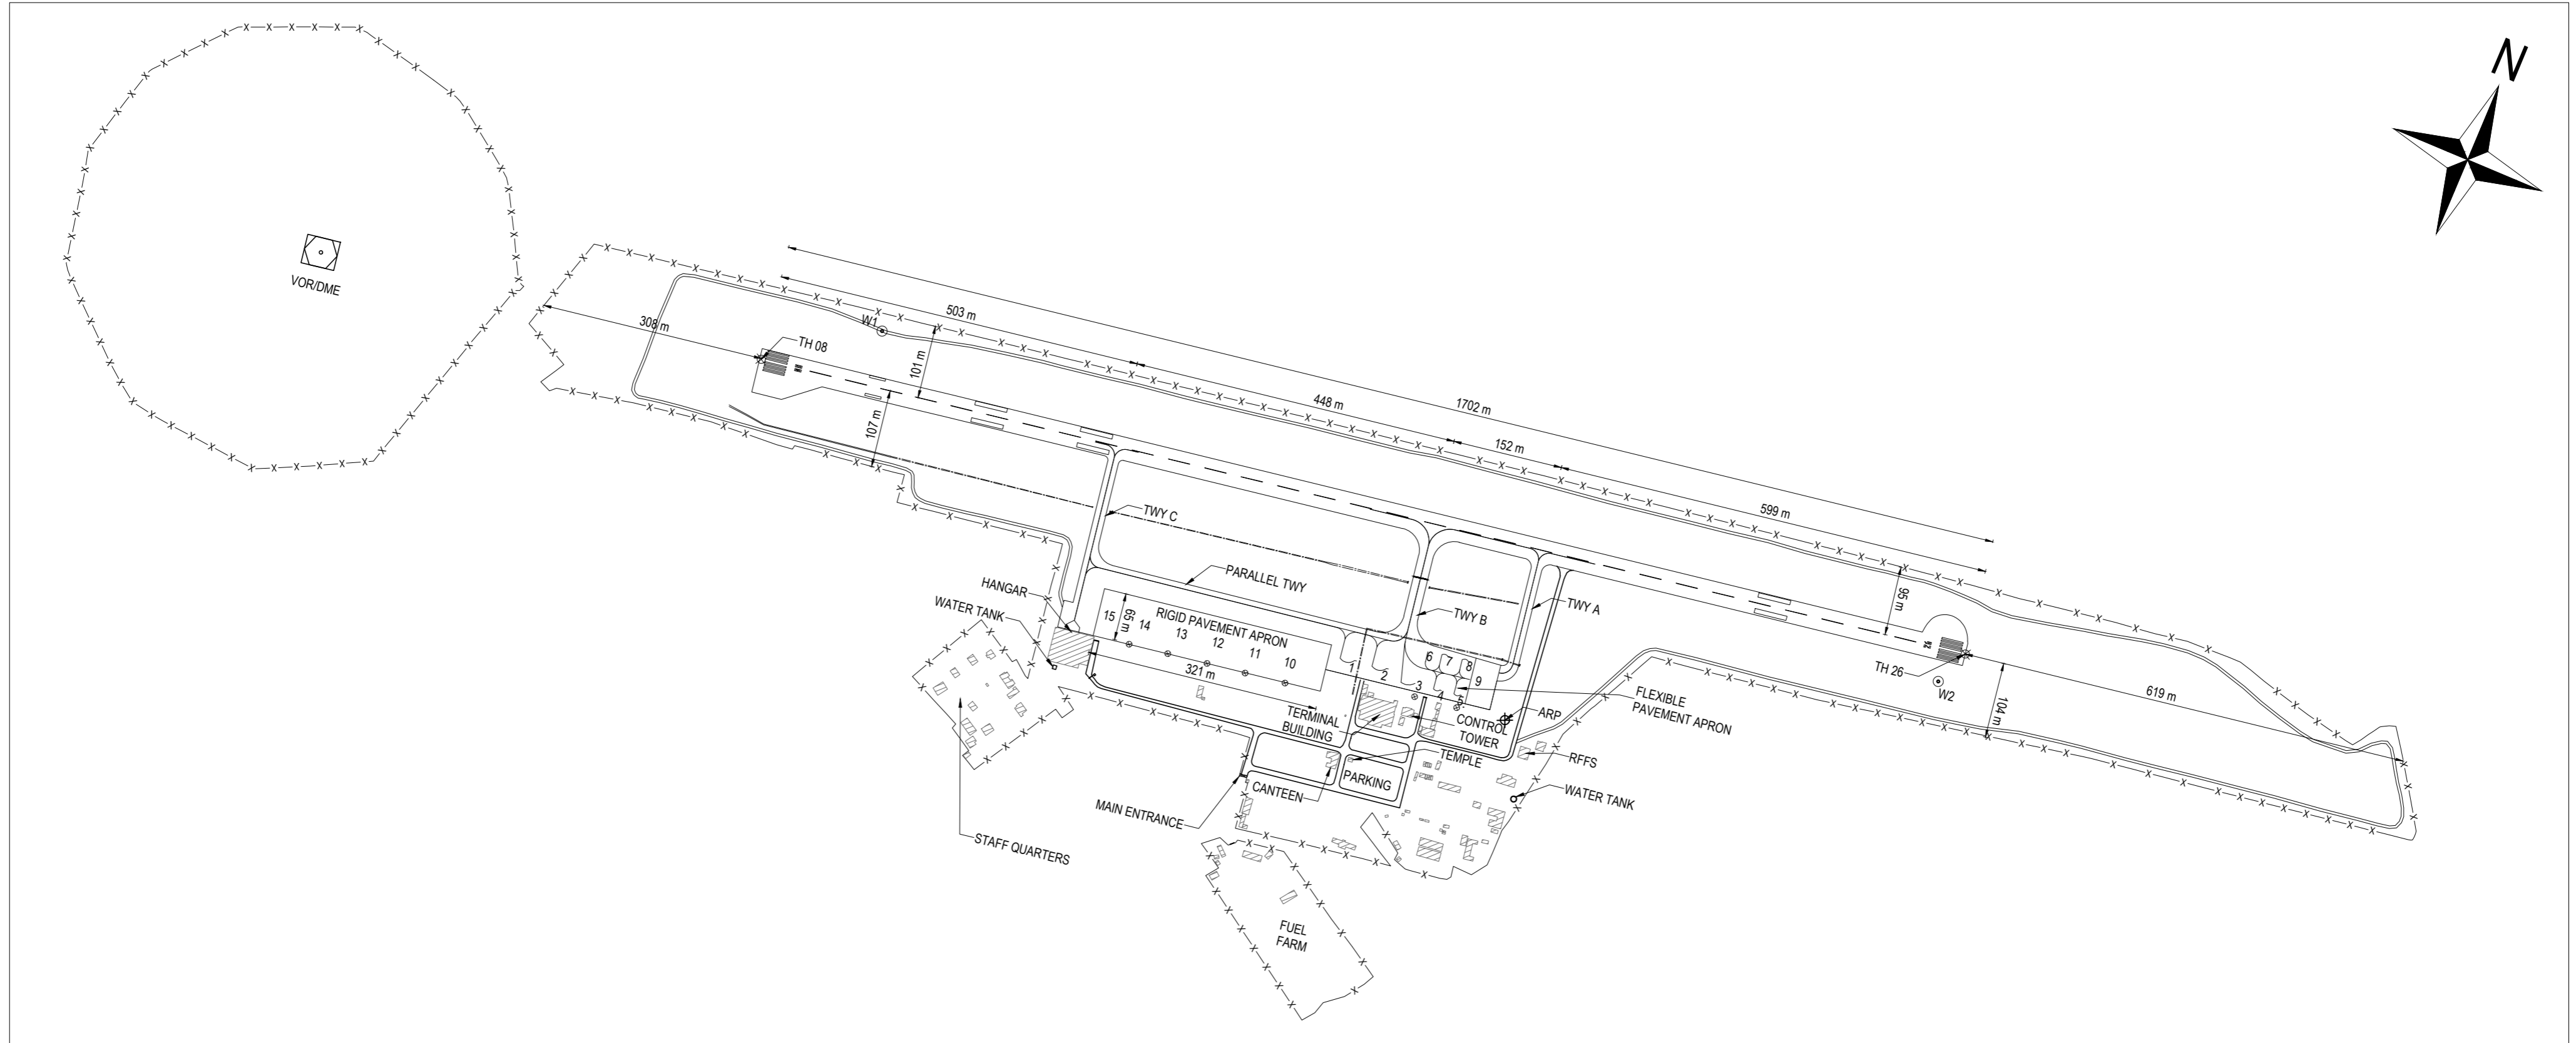 N
VOR/DME
308 m
503 m
W1
TH 08
101 m
107 m
448 m
1702 m
152 m
599 m
TWY C
PARALLEL TWY
TWY B
TWY A
95 m
HANGAR
WATER TANK
15
65 m
RIGID PAVEMENT APRON
14
13
12
11
10
321 m
1
2
3
4
5
6
7
8
9
TH 26
W2
619 m
104 m
FLEXIBLE
PAVEMENT APRON
ARP
TERMINAL
BUILDING
CONTROL
TOWER
TEMPLE
RFFS
PARKING
CANTEEN
WATER TANK
MAIN ENTRANCE
STAFF QUARTERS
FUEL
FARM